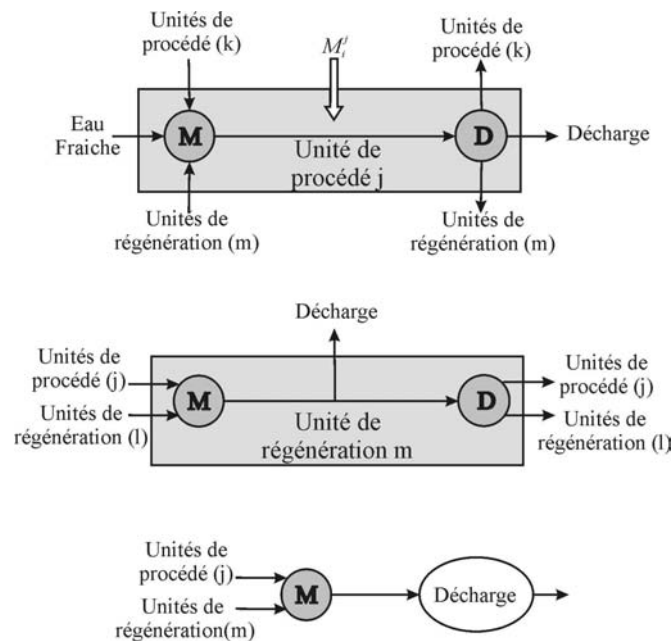 Unités de
procédé (k)
M_i^j
Unités de
procédé (k)
Eau
Fraiche
M
D
Décharge
Unité de
procédé j
Unités de
régénération (m)
Unités de
régénération (m)
Décharge
Unités de
procédé (j)
Unités de
régénération (l)
M
D
Unité de
régénération m
Unités de
procédé (j)
Unités de
régénération (l)
Unités de
procédé (j)
Unités de
régénération(m)
M
Décharge